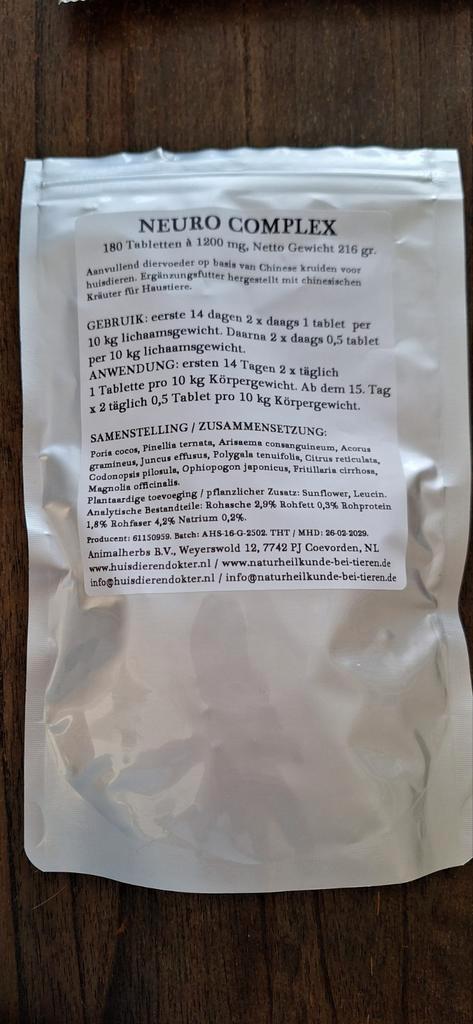 NEURO COMPLEX
180 Tabletten à 1200 mg, Netto Gewicht 216 gr.
Aanvullend diervoeder op basis van Chinese kruiden voor
huisdieren. Ergänzungsfutter hergestellt mit chinesischen
Kräuter für Haustiere.
GEBRUIK: eerste 14 dagen 2 x daags 1 tablet per
10 kg lichaamsgewicht. Daarna 2 x daags 0,5 tablet
per 10 kg lichaamsgewicht.
ANWENDUNG: ersten 14 Tagen 2 x täglich
1 Tablette pro 10 kg Körpergewicht. Ab dem 15. Tag
x 2 täglich 0,5 Tablet pro 10 kg Körpergewicht.
SAMENSTELLING / ZUSAMMENSETZUNG:
Poria cocos, Pinellia ternata, Arisaema consanguineum, Acorus
gramineus, Juncus effusus, Polygala tenuifolia, Citrus reticulata,
Codonopsis pilosula, Ophiopogon japonicus, Fritillaria cirrhosa,
Magnolia officinalis.
Plantaardige toevoeging / pflanzlicher Zusatz: Sunflower, Leucin.
Analytische Bestandteile: Rohasche 2,9% Rohfett 0,3% Rohprotein
1,8% Rohfaser 4,2% Natrium 0,2%.
Producent: 61150959. Batch: AHS-16-G-2502. THT / MHD: 26-02-2029.
Animalherbs B.V., Weyerswold 12, 7742 PJ Coevorden, NL
www.huisdierendokter.nl / www.naturheilkunde-bei-tieren.de
info@huisdierendokter.nl / info@naturheilkunde-bei-tieren.de